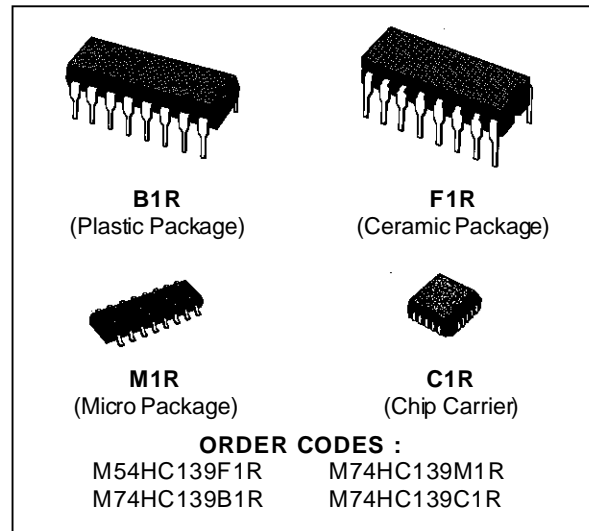 B1R
(Plastic Package)
F1R
(Ceramic Package)
M1R
(Micro Package)
C1R
(Chip Carrier)
ORDER CODES :
M54HC139F1R M74HC139M1R
M74HC139B1R M74HC139C1R